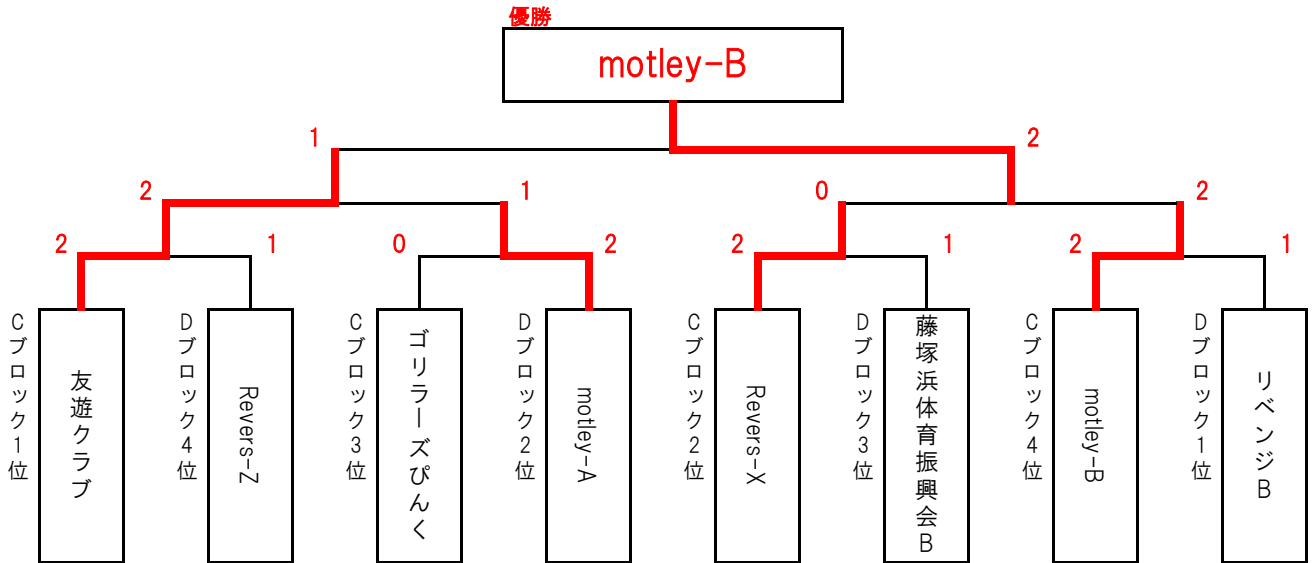 優勝
motley-B
1
2
2
1
0
2
2
1
0
2
2
1
2
1
Cブロック1位
友遊クラブ
Dブロック4位
Revers-Z
Cブロック3位
ゴリラーズぴんく
Dブロック2位
motley-A
Cブロック2位
Revers-X
Dブロック3位
藤塚浜体育振興会B
Cブロック4位
motley-B
Dブロック1位
リベンジB